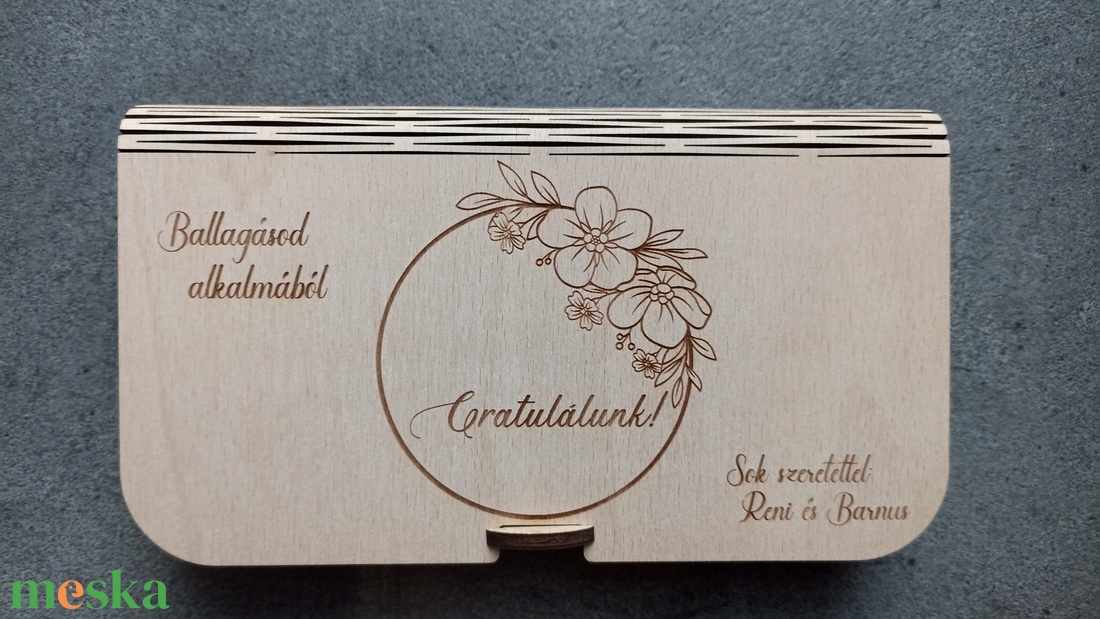 Ballagásod
alkalmából
Gratulálunk!
Sok szeretettel:
Reni és Barnus
meska